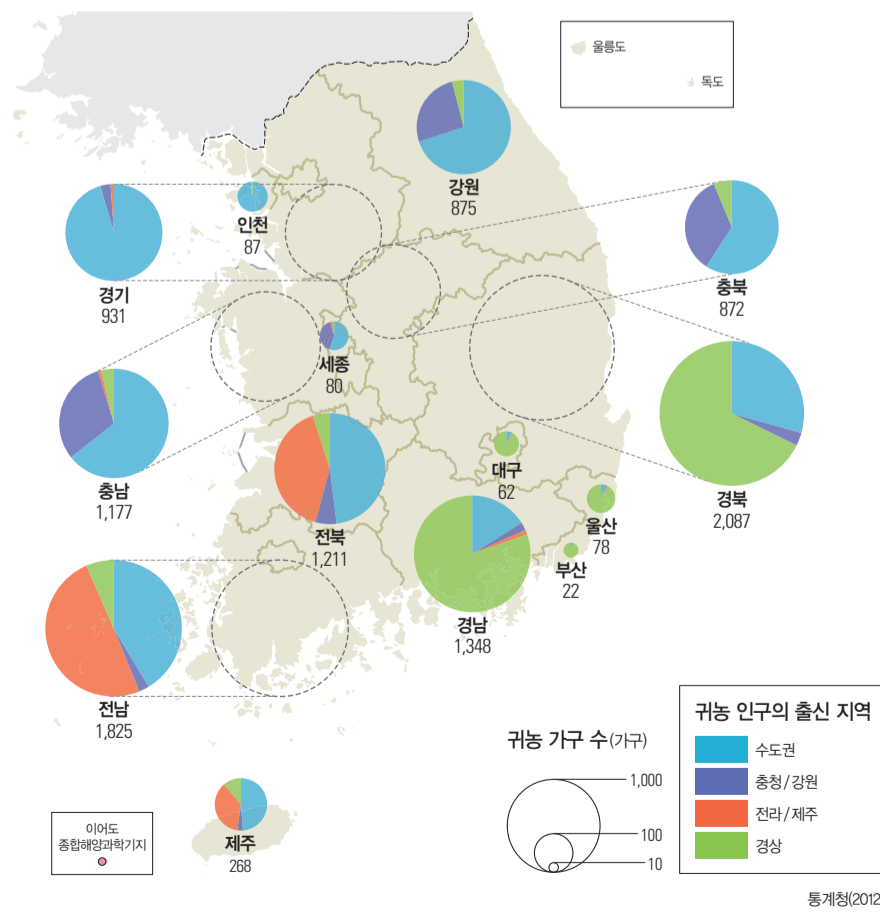 울릉도
독도
강원
875
인천
87
경기
931
충북
872
세종
80
충남
1,177
경북
2,087
대구
62
전북
1,211
울산
78
부산
22
경남
1,348
전남
1,825
제주
268
이어도
종합해양과학기지
귀농 가구 수(가구)
1,000
100
10
귀농 인구의 출신 지역
수도권
충청/강원
전라/제주
경상
통계청(2012